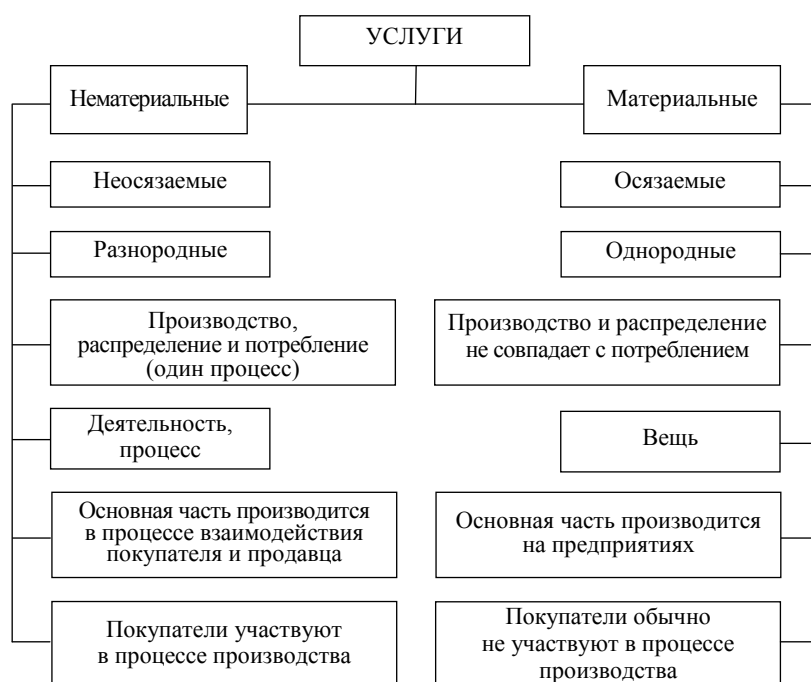 УСЛУГИ
Нематериальные
Материальные
Неосязаемые
Осязаемые
Разнородные
Однородные
Производство,
распределение и потребление
(один процесс)
Производство и распределение
не совпадает с потреблением
Деятельность,
процесс
Вещь
Основная часть производится
в процессе взаимодействия
покупателя и продавца
Основная часть производится
на предприятиях
Покупатели участвуют
в процессе производства
Покупатели обычно
не участвуют в процессе
производства